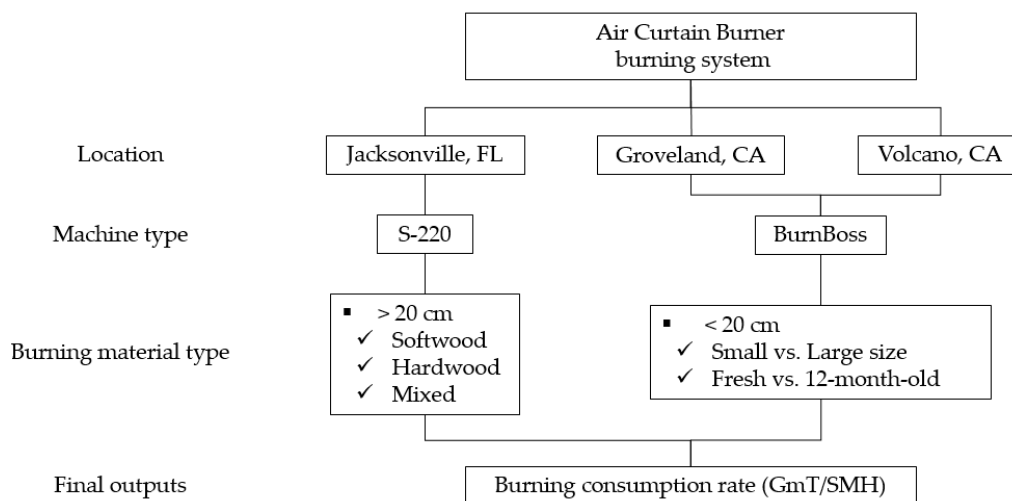 Air Curtain Burner
burning system
Location
Jacksonville, FL
Groveland, CA
Volcano, CA
Machine type
S-220
BurnBoss
Burning material type
▪ > 20 cm
✓ Softwood
✓ Hardwood
✓ Mixed
▪ < 20 cm
✓ Small vs. Large size
✓ Fresh vs. 12-month-old
Final outputs
Burning consumption rate (GmT/SMH)